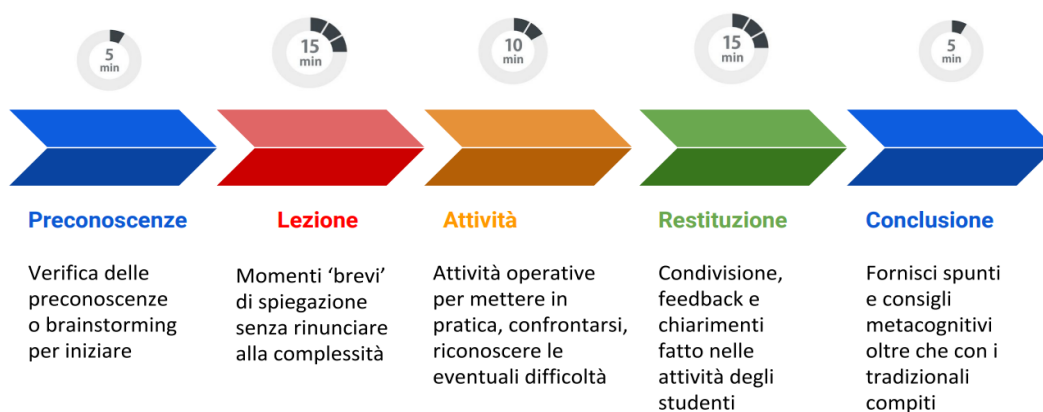 5
min
15
min
10
min
15
min
5
min
Preconoscenze
Verifica delle
preconoscenze
o brainstorming
per iniziare
Lezione
Momenti ‘brevi’
di spiegazione
senza rinunciare
alla complessità
Attività
Attività operative
per mettere in
pratica, confrontarsi,
riconoscere le
eventuali difficoltà
Restituzione
Condivisione,
feedback e
chiarimenti
fatto nelle
attività degli
studenti
Conclusione
Fornisci spunti
e consigli
metacognitivi
oltre che con i
tradizionali
compiti